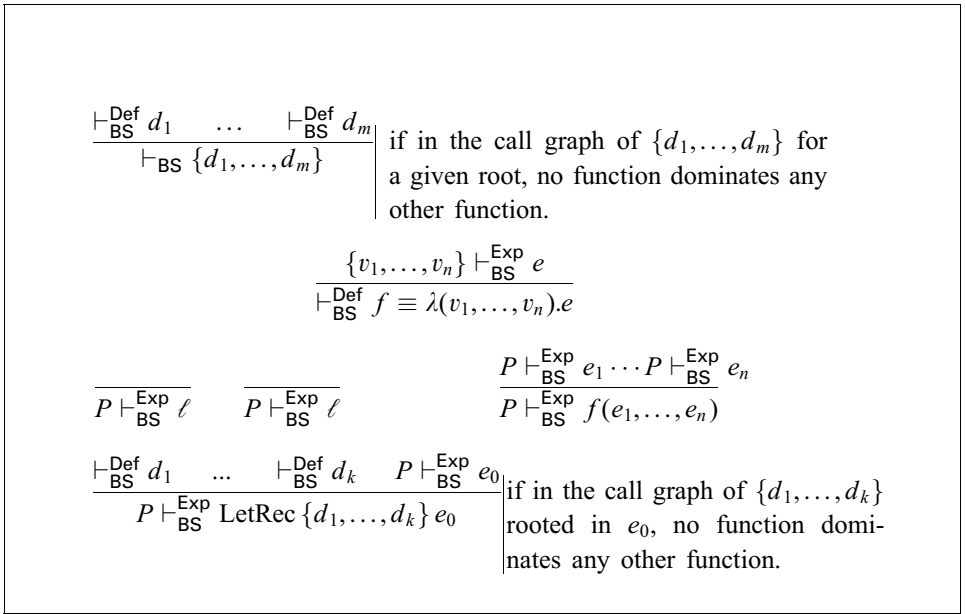 ⊢^Def_BS d_1 … ⊢^Def_BS d_m
⊢_BS {d_1,…,d_m}
if in the call graph of {d_1,…,d_m} for
a given root, no function dominates any
other function.
{v_1,…,v_n} ⊢^Exp_BS e
⊢^Def_BS f ≡ λ(v_1,…,v_n).e
P ⊢^Exp_BS ℓ P ⊢^Exp_BS ℓ
P ⊢^Exp_BS e_1 ⋯ P ⊢^Exp_BS e_n
P ⊢^Exp_BS f(e_1,…,e_n)
⊢^Def_BS d_1 ... ⊢^Def_BS d_k P ⊢^Exp_BS e_0
P ⊢^Exp_BS LetRec {d_1,…,d_k} e_0
if in the call graph of {d_1,…,d_k}
rooted in e_0, no function domi-
nates any other function.